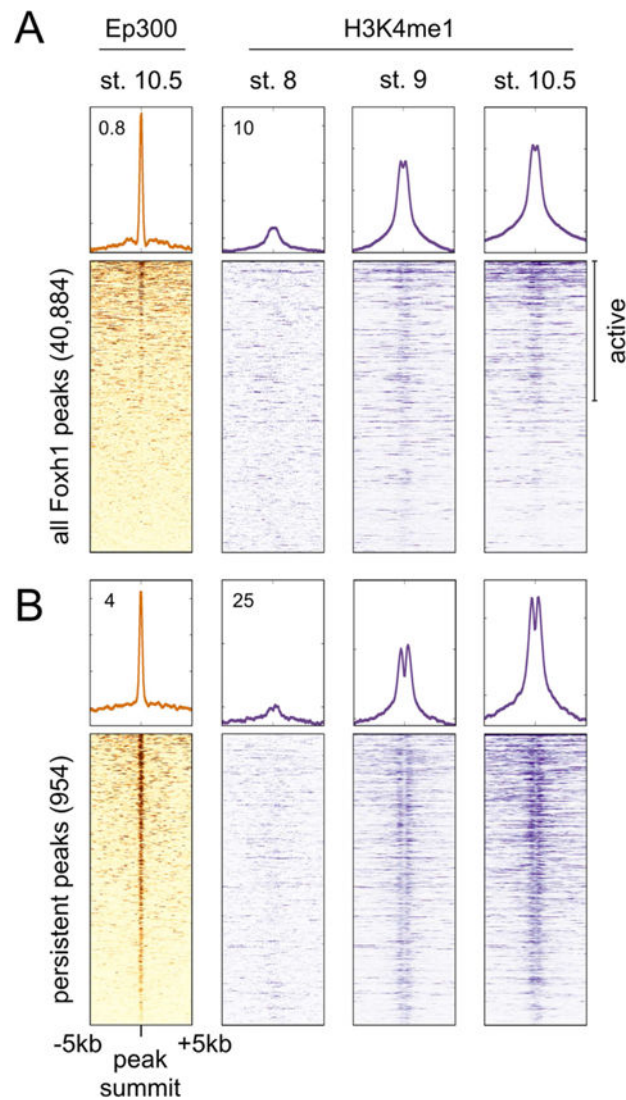 A
Ep300
H3K4me1
st. 10.5
st. 8
st. 9
st. 10.5
0.8
10
all Foxh1 peaks (40,884)
active
B
4
25
persistent peaks (954)
-5kb
+5kb
peak
summit